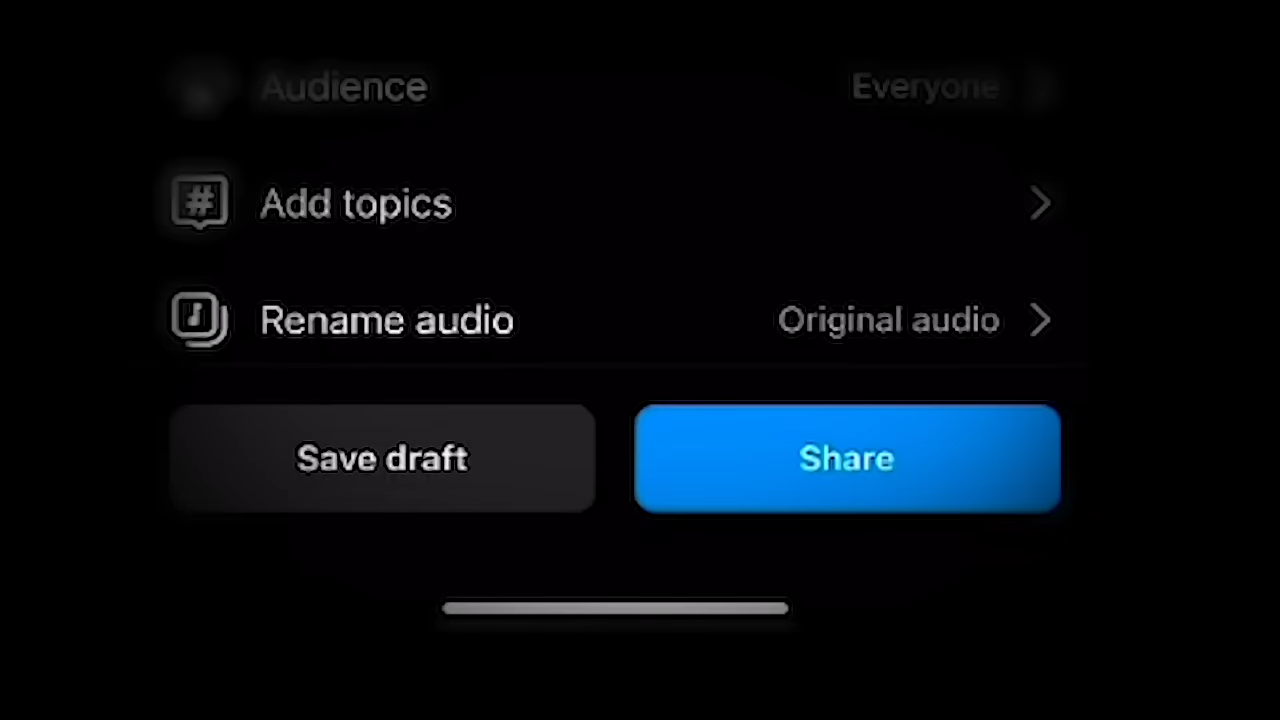 Audience Everyone
Add topics
Rename audio Original audio
Save draft Share